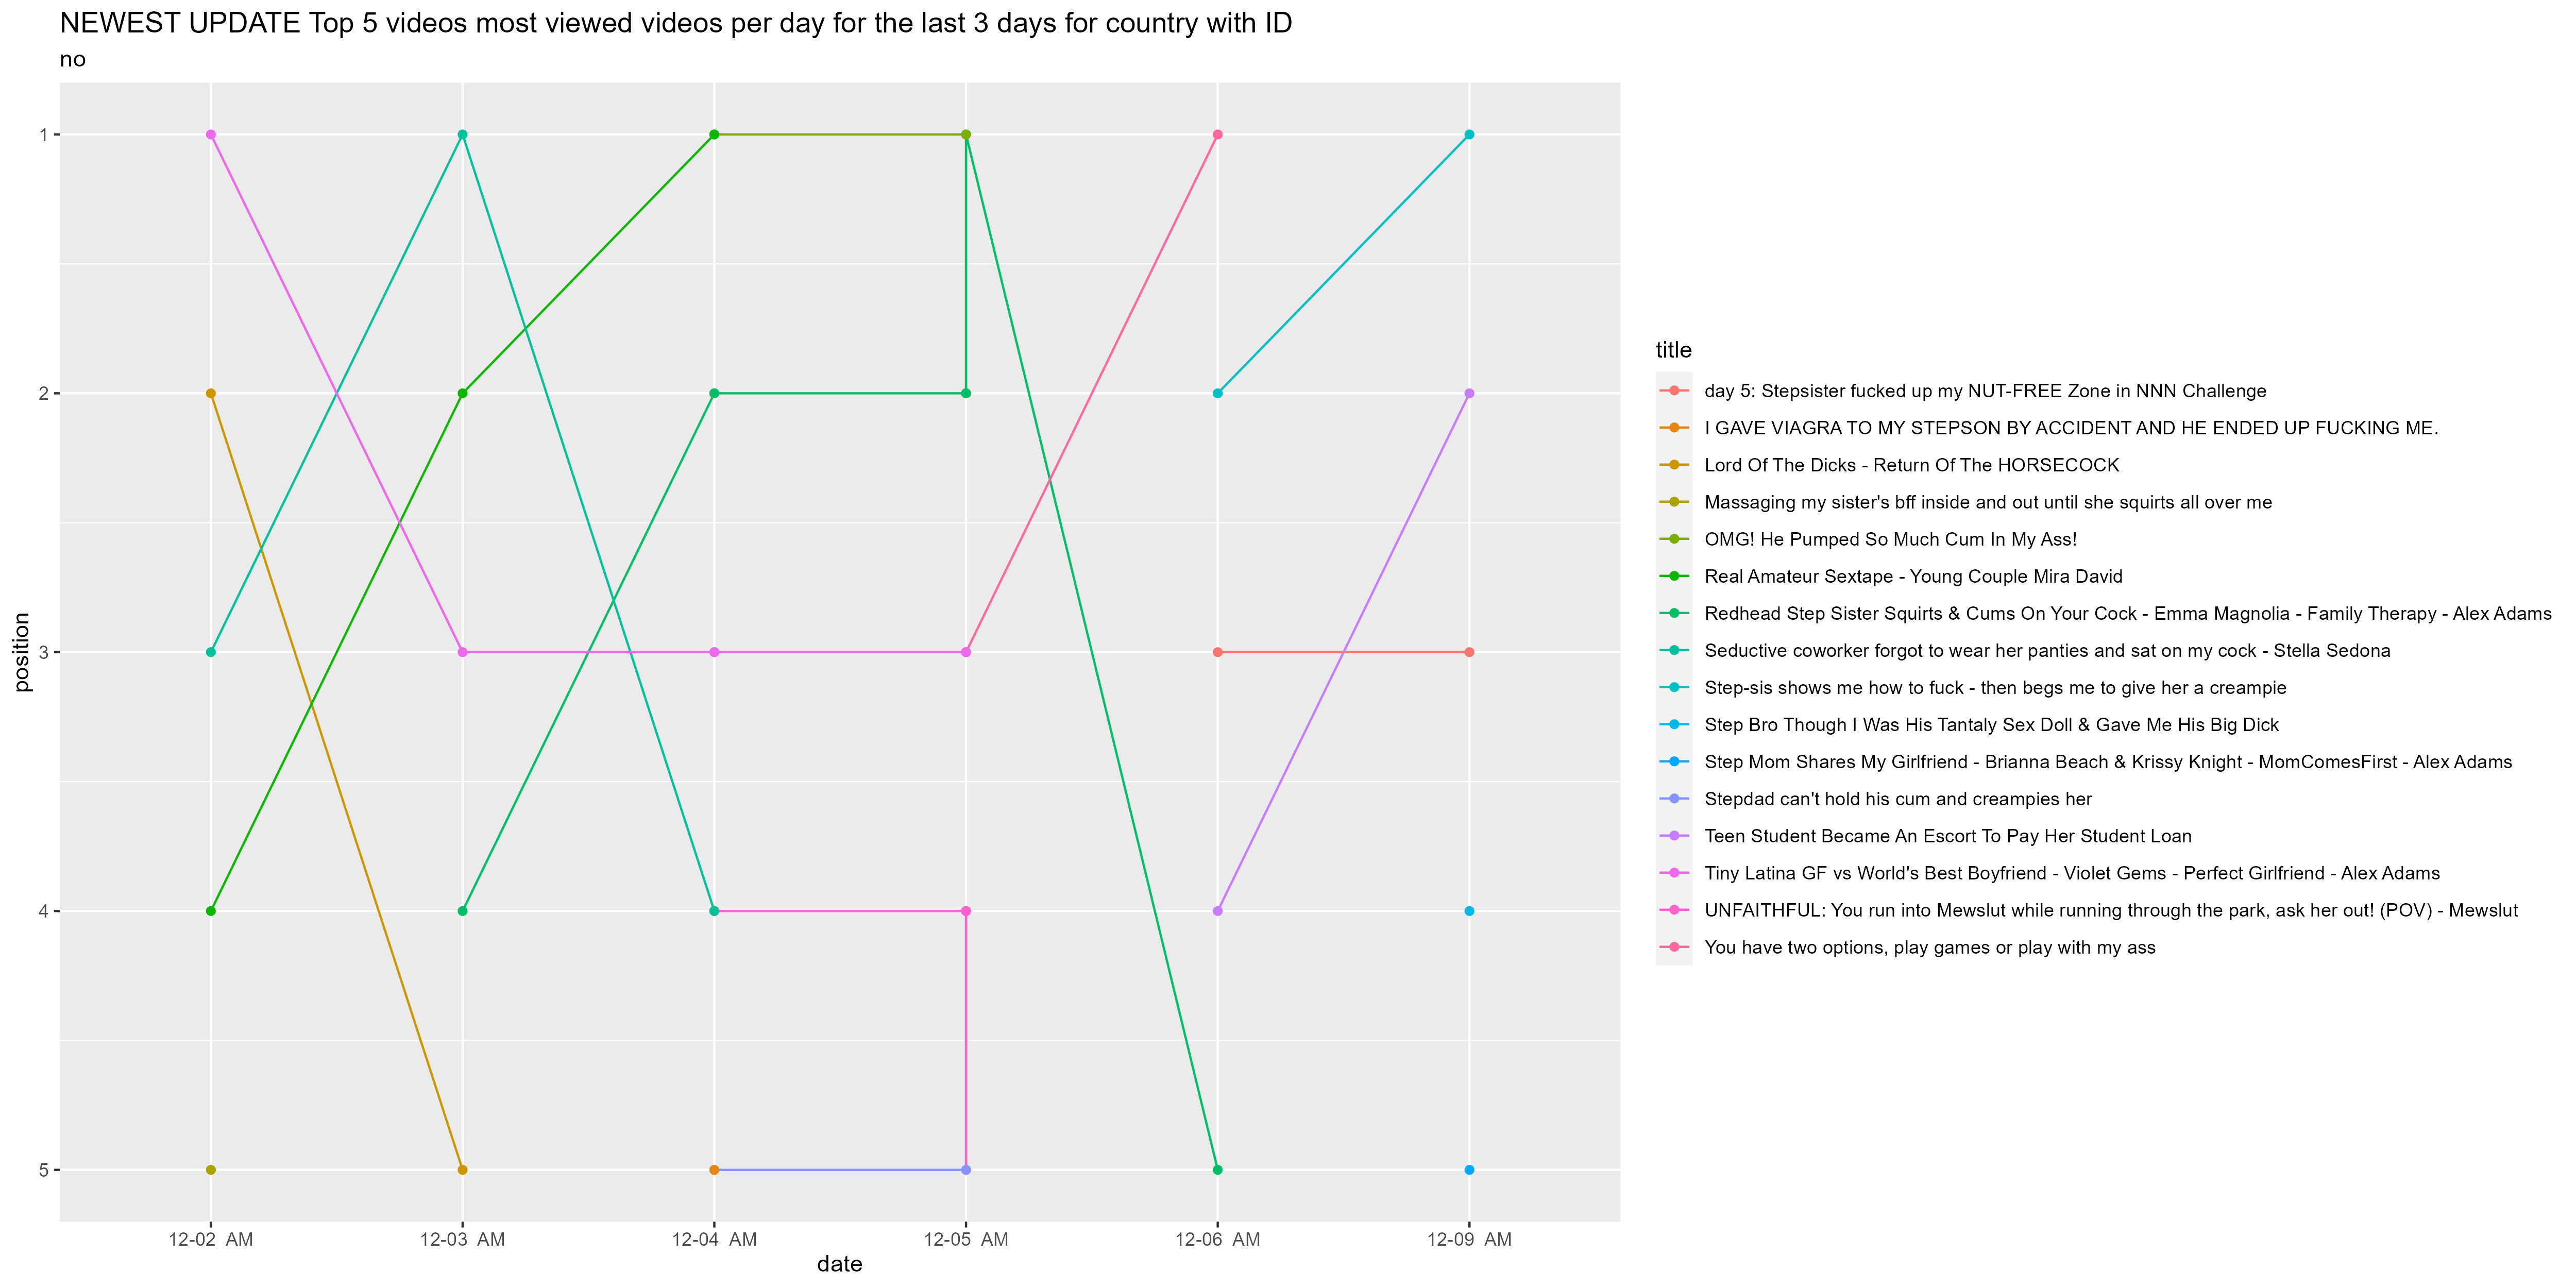 NEWEST UPDATE Top 5 videos most viewed videos per day for the last 3 days for country with ID
no
position
1
2
3
4
5
12-02 AM
12-03 AM
12-04 AM
12-05 AM
12-06 AM
12-09 AM
date
title
day 5: Stepsister fucked up my NUT-FREE Zone in NNN Challenge
I GAVE VIAGRA TO MY STEPSON BY ACCIDENT AND HE ENDED UP FUCKING ME.
Lord Of The Dicks - Return Of The HORSECOCK
Massaging my sister's bff inside and out until she squirts all over me
OMG! He Pumped So Much Cum In My Ass!
Real Amateur Sextape - Young Couple Mira David
Redhead Step Sister Squirts & Cums On Your Cock - Emma Magnolia - Family Therapy - Alex Adams
Seductive coworker forgot to wear her panties and sat on my cock - Stella Sedona
Step-sis shows me how to fuck - then begs me to give her a creampie
Step Bro Though I Was His Tantaly Sex Doll & Gave Me His Big Dick
Step Mom Shares My Girlfriend - Brianna Beach & Krissy Knight - MomComesFirst - Alex Adams
Stepdad can't hold his cum and creampies her
Teen Student Became An Escort To Pay Her Student Loan
Tiny Latina GF vs World's Best Boyfriend - Violet Gems - Perfect Girlfriend - Alex Adams
UNFAITHFUL: You run into Mewslut while running through the park, ask her out! (POV) - Mewslut
You have two options, play games or play with my ass